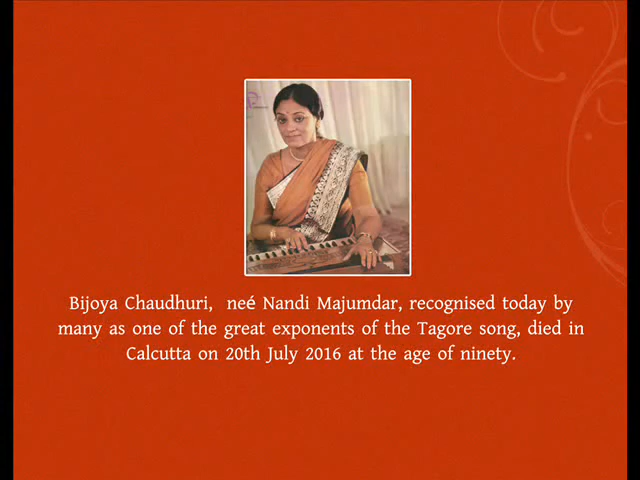 Bijoya Chaudhuri,  neé Nandi Majumdar, recognised today by
many as one of the great exponents of the Tagore song, died in
Calcutta on 20th July 2016 at the age of ninety.